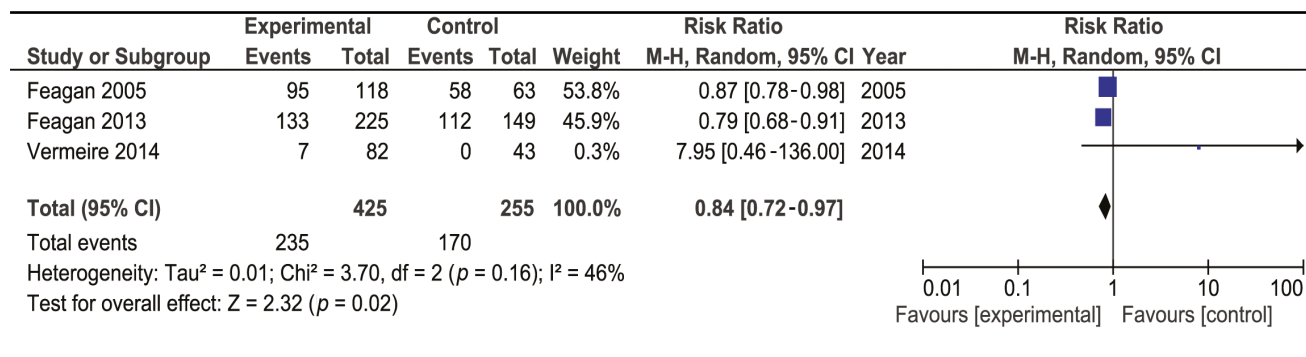 Experimental Control Risk Ratio Risk Ratio
Study or Subgroup Events Total Events Total Weight M-H, Random, 95% CI Year M-H, Random, 95% CI
Feagan 2005 95 118 58 63 53.8% 0.87 [0.78-0.98] 2005
Feagan 2013 133 225 112 149 45.9% 0.79 [0.68-0.91] 2013
Vermeire 2014 7 82 0 43 0.3% 7.95 [0.46-136.00] 2014
Total (95% CI) 425 255 100.0% 0.84 [0.72-0.97]
Total events 235 170
Heterogeneity: Tau² = 0.01; Chi² = 3.70, df = 2 (p = 0.16); I² = 46%
Test for overall effect: Z = 2.32 (p = 0.02)
0.01 0.1 1 10 100
Favours [experimental] Favours [control]